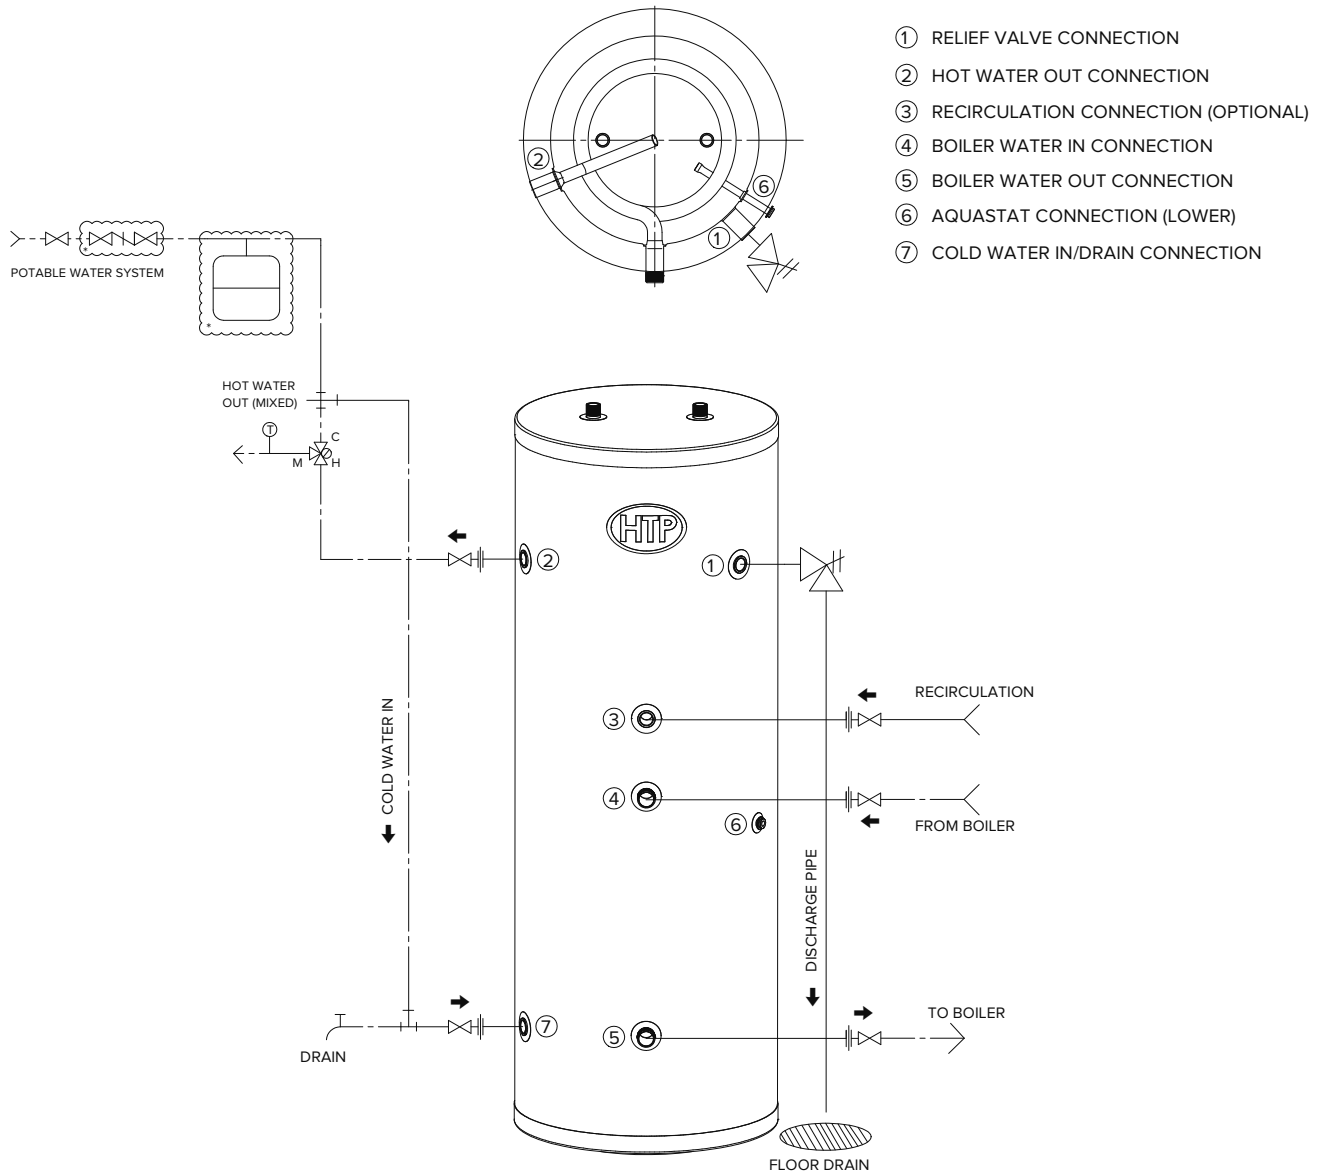 ① RELIEF VALVE CONNECTION
② HOT WATER OUT CONNECTION
③ RECIRCULATION CONNECTION (OPTIONAL)
④ BOILER WATER IN CONNECTION
⑤ BOILER WATER OUT CONNECTION
⑥ AQUASTAT CONNECTION (LOWER)
⑦ COLD WATER IN/DRAIN CONNECTION
②
⑥
①
*
POTABLE WATER SYSTEM
*
HOT WATER
OUT (MIXED)
T
C
M
H
HTP
②
①
COLD WATER IN
③
RECIRCULATION
④
FROM BOILER
⑥
DISCHARGE PIPE
⑦
DRAIN
⑤
TO BOILER
FLOOR DRAIN